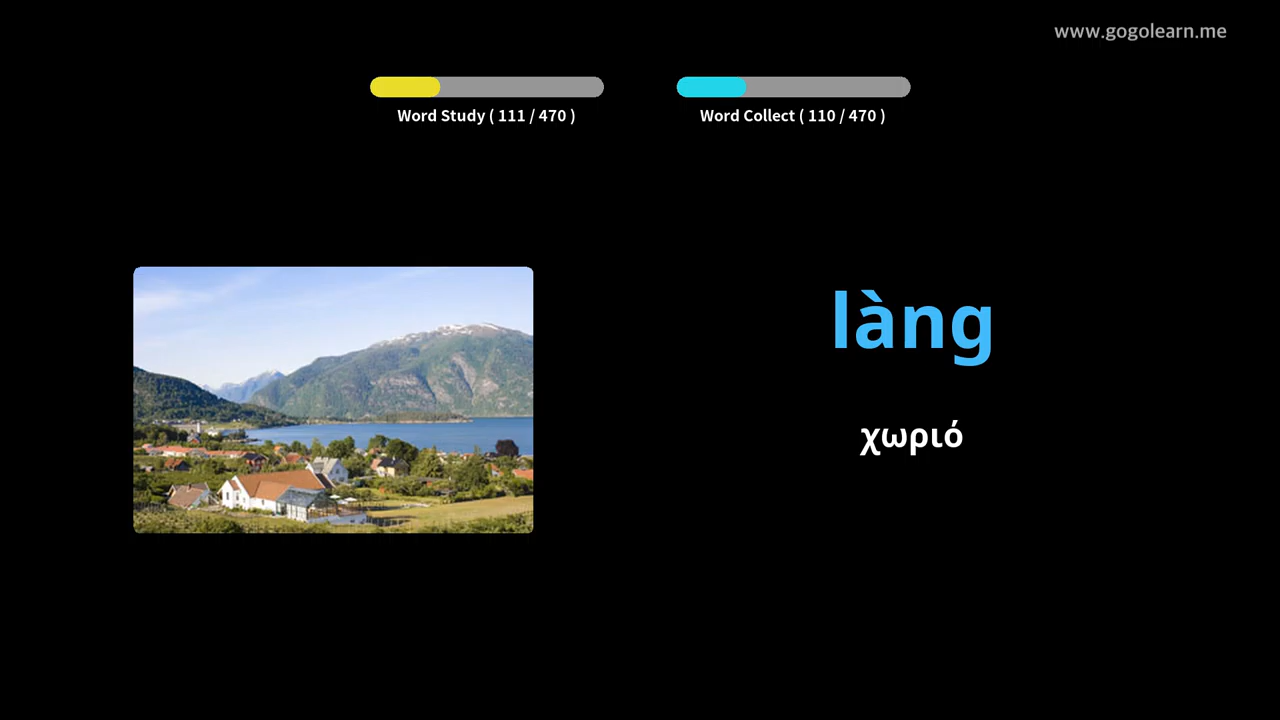 www.gogolearn.me
Word Study ( 111 / 470 )
Word Collect ( 110 / 470 )
làng
χωριό